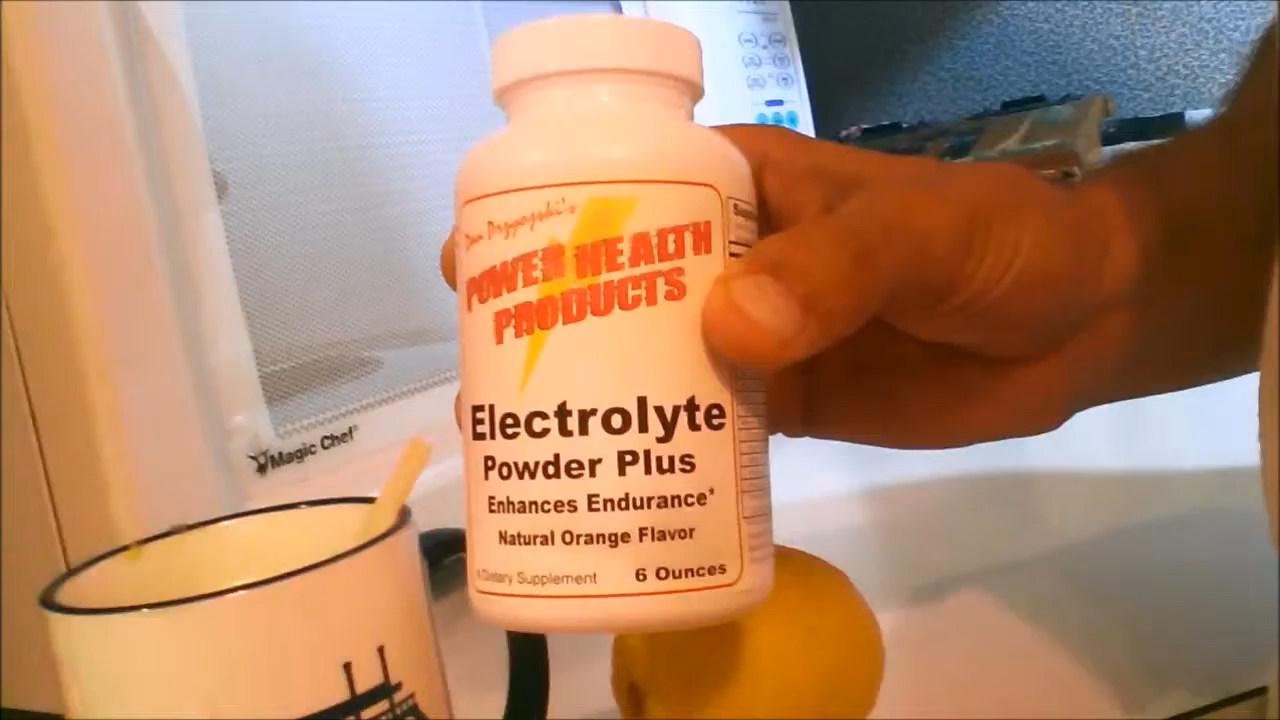 POWER HEALTH
PRODUCTS
Electrolyte
Powder Plus
Enhances Endurance*
Natural Orange Flavor
A Dietary Supplement 6 Ounces
Magic Chef